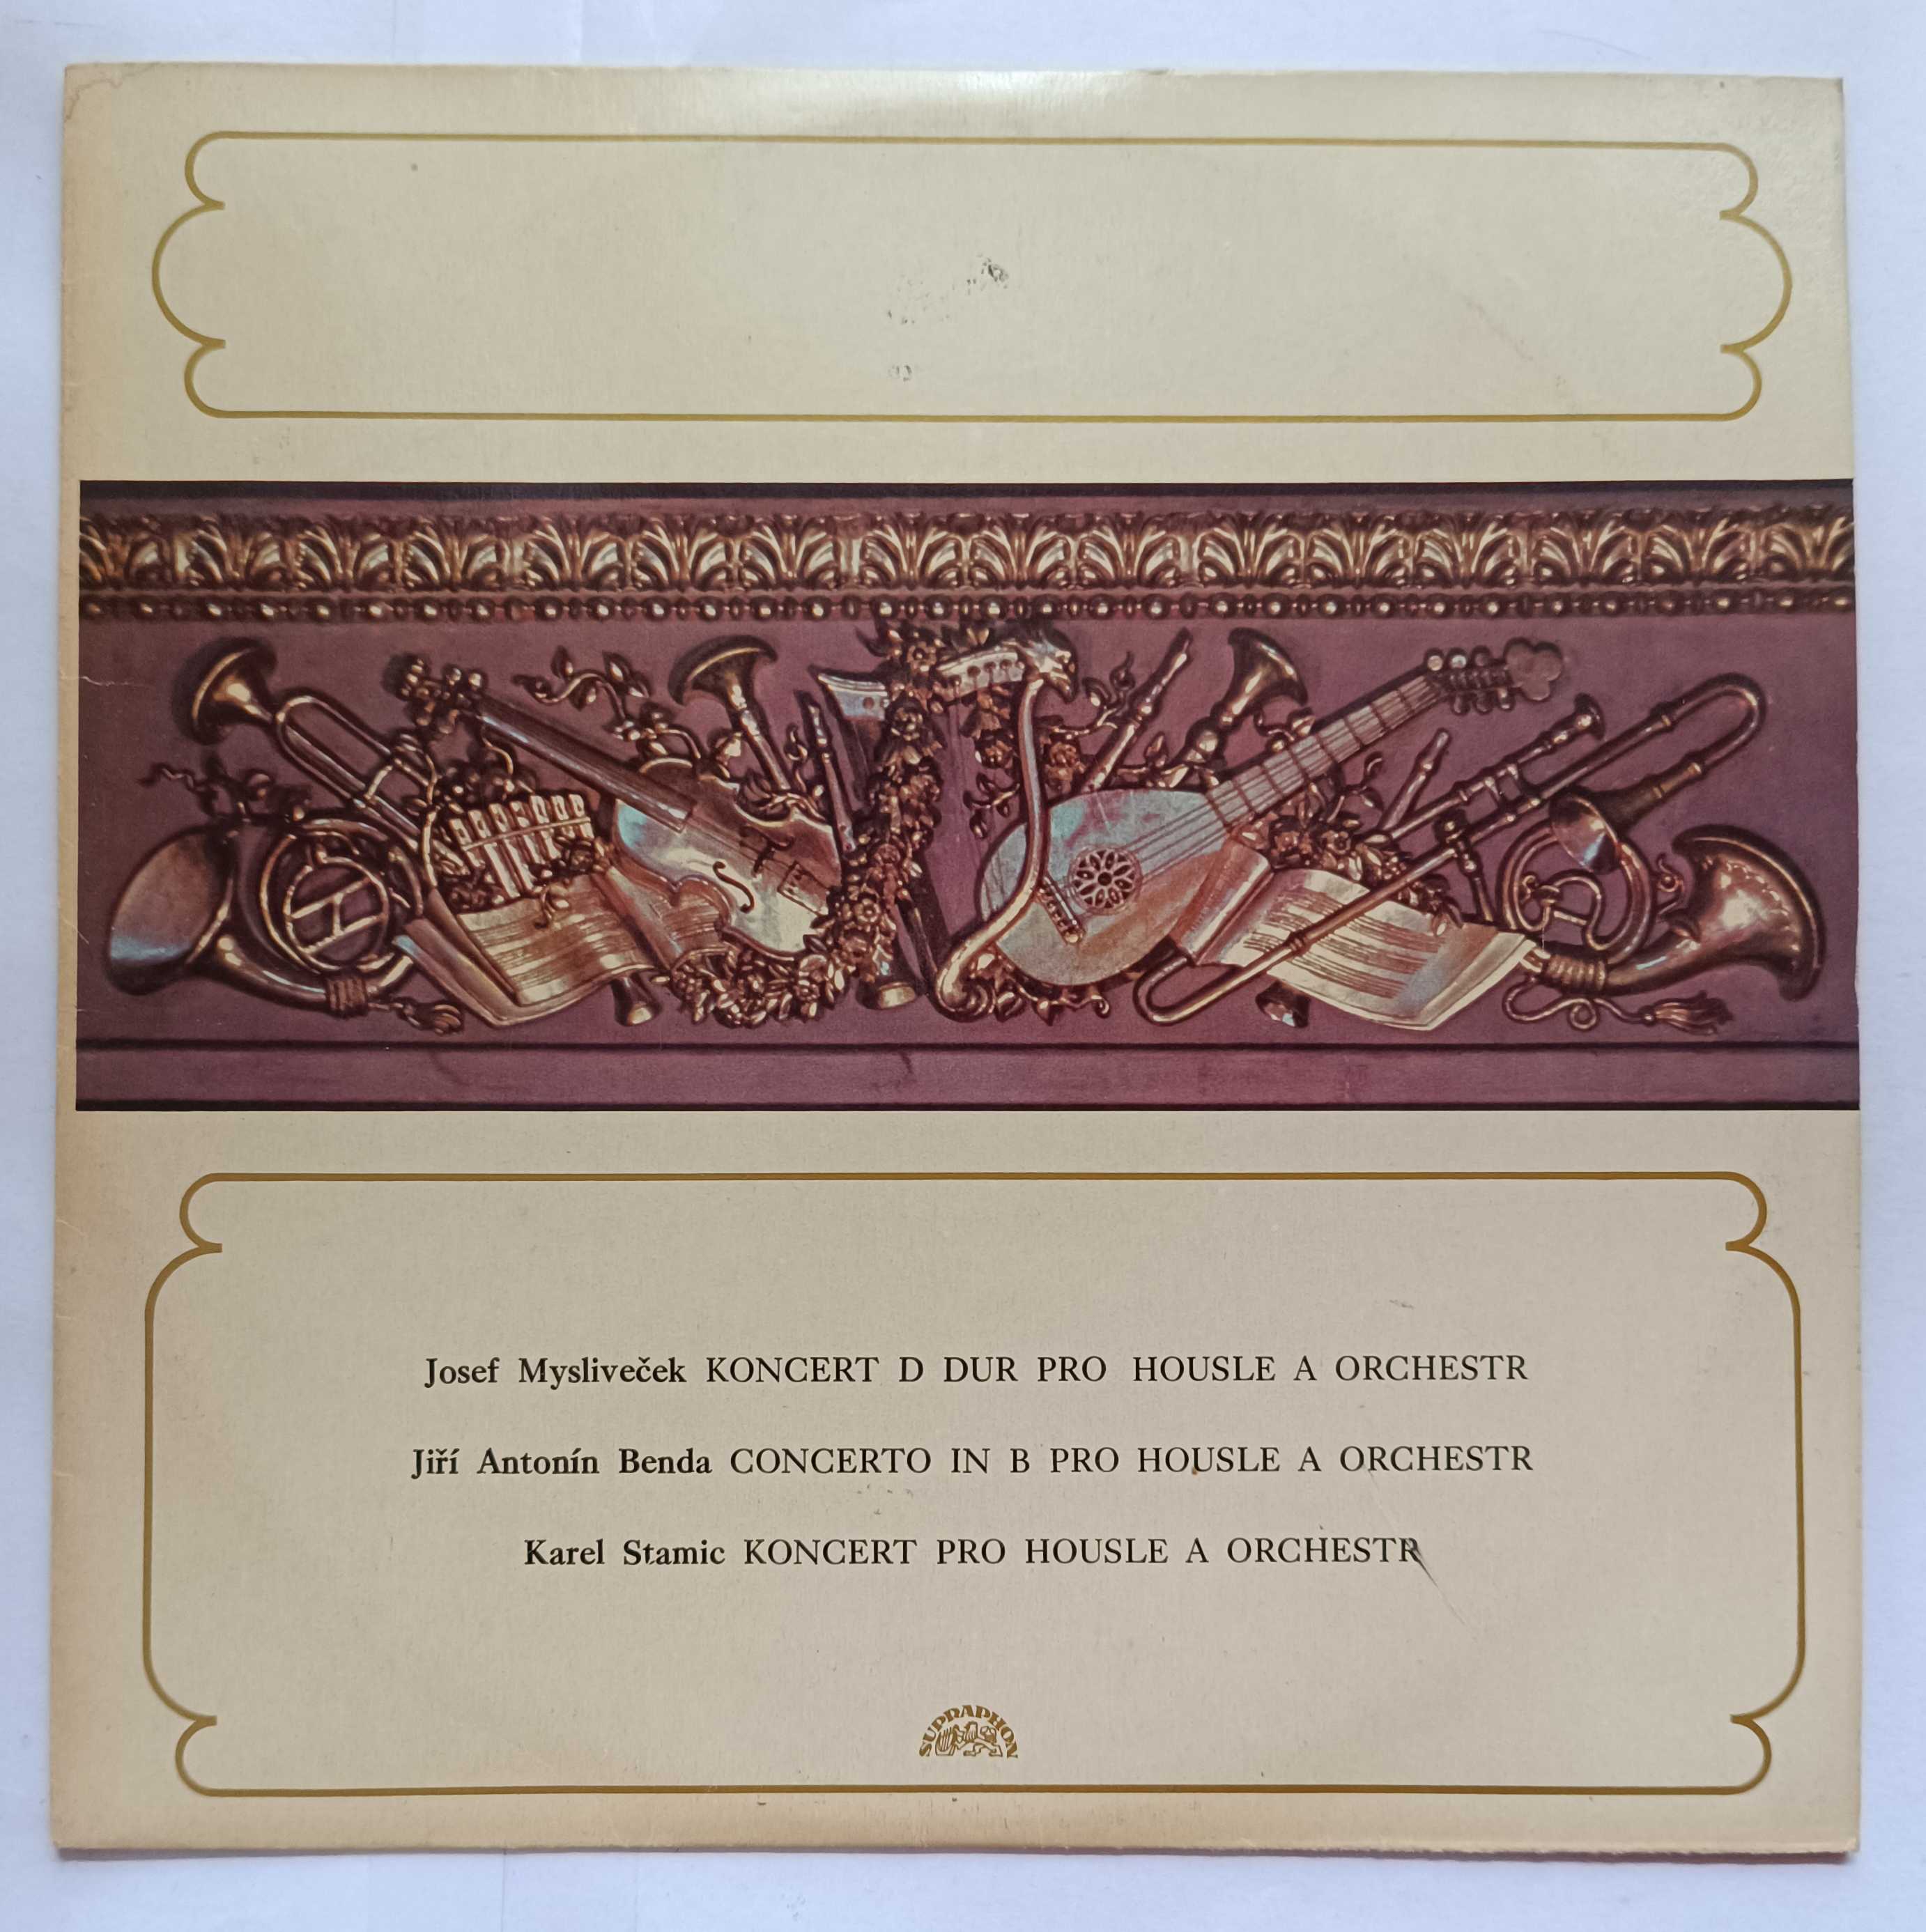 Josef Mysliveček KONCERT D DUR PRO HOUSLE A ORCHESTR
Jiří Antonín Benda CONCERTO IN B PRO HOUSLE A ORCHESTR
Karel Stamic KONCERT PRO HOUSLE A ORCHESTR
SUPRAPHON